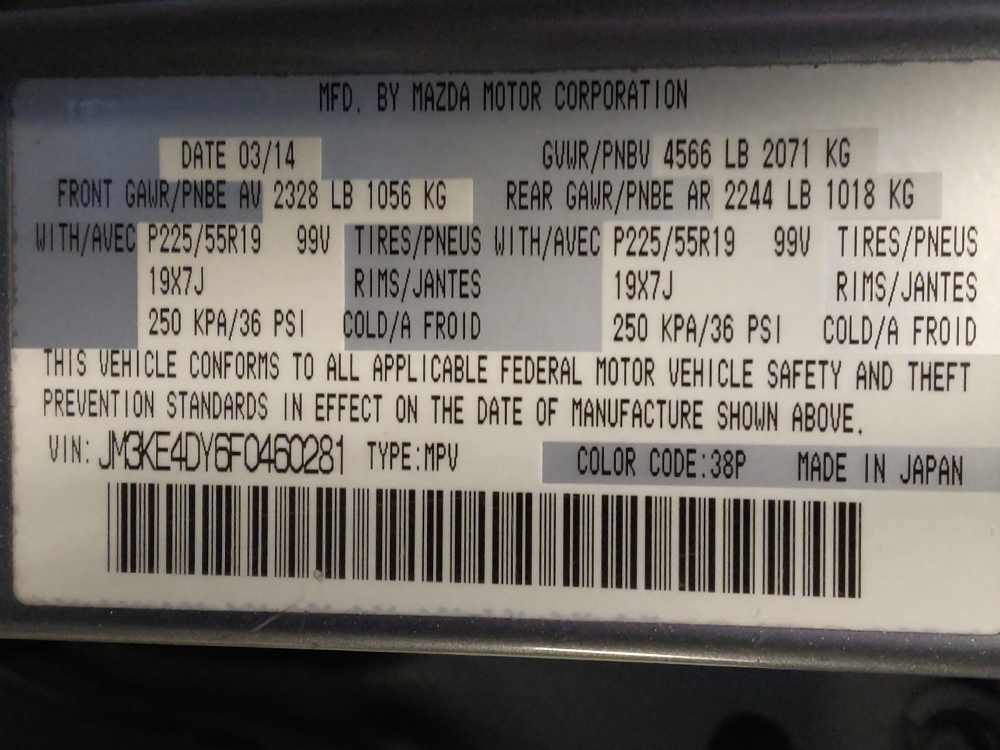 MFD. BY MAZDA MOTOR CORPORATION
DATE 03/14 GVWR/PNBV 4566 LB 2071 KG
FRONT GAWR/PNBE AV 2328 LB 1056 KG REAR GAWR/PNBE AR 2244 LB 1018 KG
WITH/AVEC P225/55R19 99V TIRES/PNEUS WITH/AVEC P225/55R19 99V TIRES/PNEUS
19X7J RIMS/JANTES 19X7J RIMS/JANTES
250 KPA/36 PSI COLD/A FROID 250 KPA/36 PSI COLD/A FROID
THIS VEHICLE CONFORMS TO ALL APPLICABLE FEDERAL MOTOR VEHICLE SAFETY AND THEFT
PREVENTION STANDARDS IN EFFECT ON THE DATE OF MANUFACTURE SHOWN ABOVE.
VIN: JM3KE4DY6F0460281 TYPE:MPV COLOR CODE:38P MADE IN JAPAN